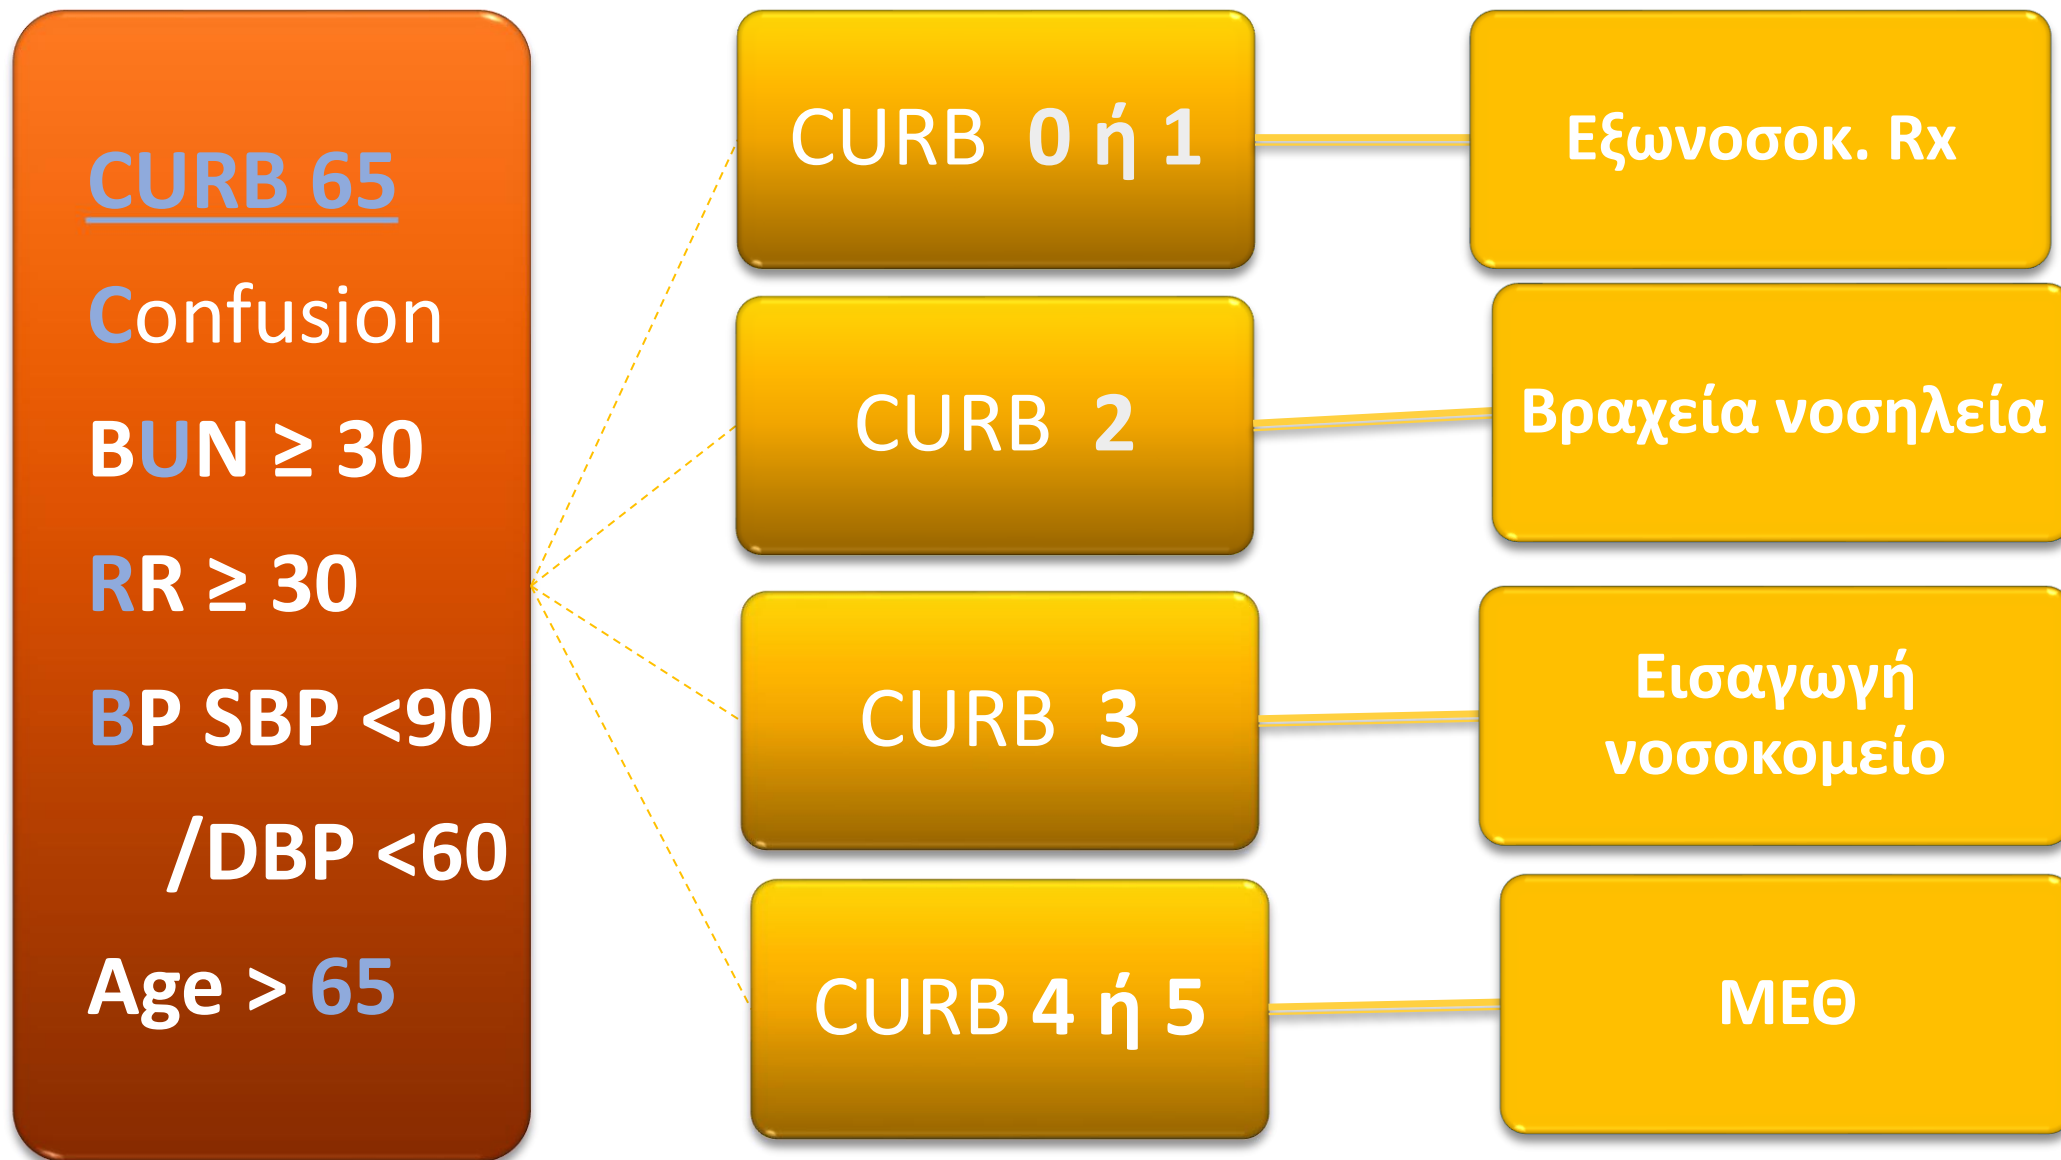 CURB 65
Confusion
BUN ≥ 30
RR ≥ 30
BP SBP <90
/DBP <60
Age > 65
CURB 0 ή 1
Εξωνοσοκ. Rx
CURB 2
Βραχεία νοσηλεία
CURB 3
Εισαγωγή
νοσοκομείο
CURB 4 ή 5
ΜΕΘ